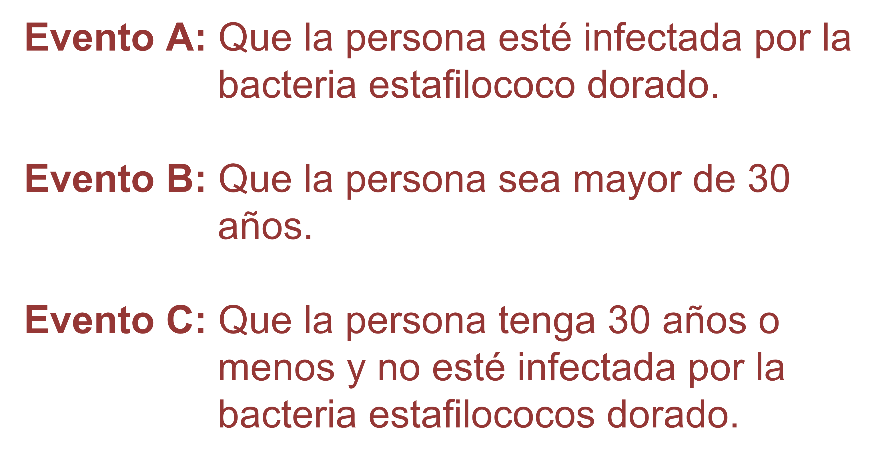 Evento A: Que la persona esté infectada por la
bacteria estafilococo dorado.
Evento B: Que la persona sea mayor de 30
años.
Evento C: Que la persona tenga 30 años o
menos y no esté infectada por la
bacteria estafilococos dorado.